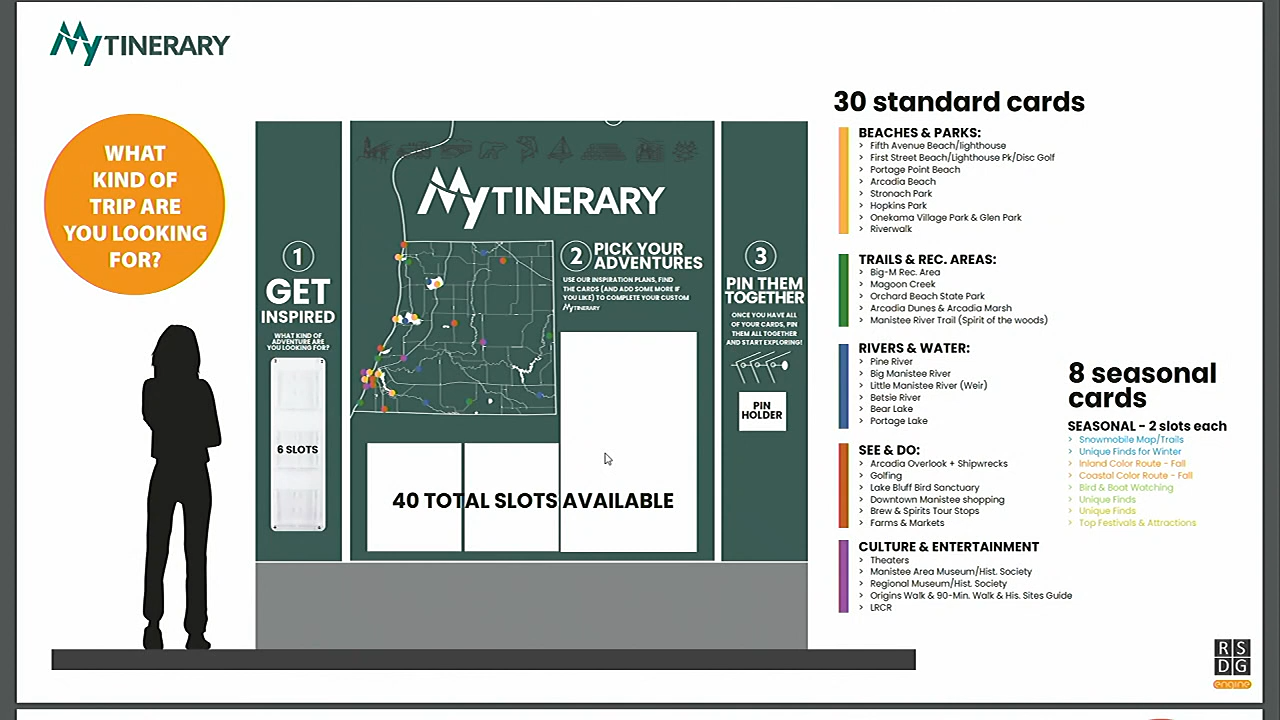 MYTINERARY
WHAT
KIND OF
TRIP ARE
YOU LOOKING
FOR?
1
GET
INSPIRED
WHAT KIND OF
ADVENTURE ARE
YOU LOOKING FOR?
6 SLOTS
MYTINERARY
2 PICK YOUR
ADVENTURES
USE OUR INSPIRATION PLANS, FIND
THE CARDS (AND ADD SOME MORE IF
YOU LIKE) TO COMPLETE YOUR CUSTOM
MYTINERARY
40 TOTAL SLOTS AVAILABLE
3
PIN THEM
TOGETHER
ONCE YOU HAVE ALL
OF YOUR CARDS, PIN
THEM ALL TOGETHER
AND START EXPLORING!
PIN
HOLDER
30 standard cards
BEACHES & PARKS:
> Fifth Avenue Beach/lighthouse
> First Street Beach/Lighthouse Pk/Disc Golf
> Portage Point Beach
> Arcadia Beach
> Stronach Park
> Hopkins Park
> Onekama Village Park & Glen Park
> Riverwalk
TRAILS & REC. AREAS:
> Big-M Rec. Area
> Magoon Creek
> Orchard Beach State Park
> Arcadia Dunes & Arcadia Marsh
> Manistee River Trail (Spirit of the woods)
RIVERS & WATER:
> Pine River
> Big Manistee River
> Little Manistee River (Weir)
> Betsie River
> Bear Lake
> Portage Lake
SEE & DO:
> Arcadia Overlook + Shipwrecks
> Golfing
> Lake Bluff Bird Sanctuary
> Downtown Manistee shopping
> Brew & Spirits Tour Stops
> Farms & Markets
CULTURE & ENTERTAINMENT
> Theaters
> Manistee Area Museum/Hist. Society
> Regional Museum/Hist. Society
> Origins Walk & 90-Min. Walk & His. Sites Guide
> LRCR
8 seasonal
cards
SEASONAL - 2 slots each
> Snowmobile Map/Trails
> Unique Finds for Winter
> Inland Color Route - Fall
> Coastal Color Route - Fall
> Bird & Boat Watching
> Unique Finds
> Unique Finds
> Top Festivals & Attractions
RS
DG
engine